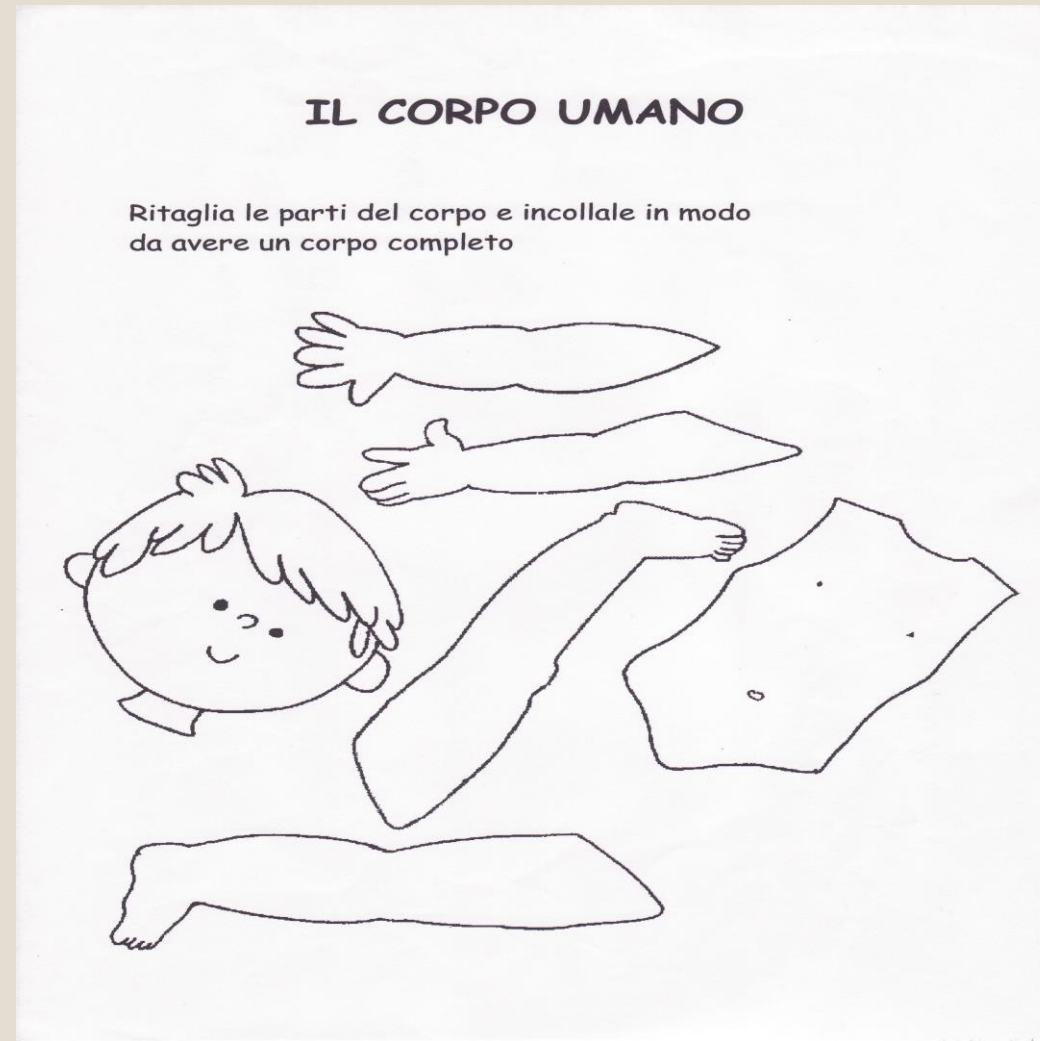 IL CORPO UMANO
Ritaglia le parti del corpo e incollale in modo
da avere un corpo completo